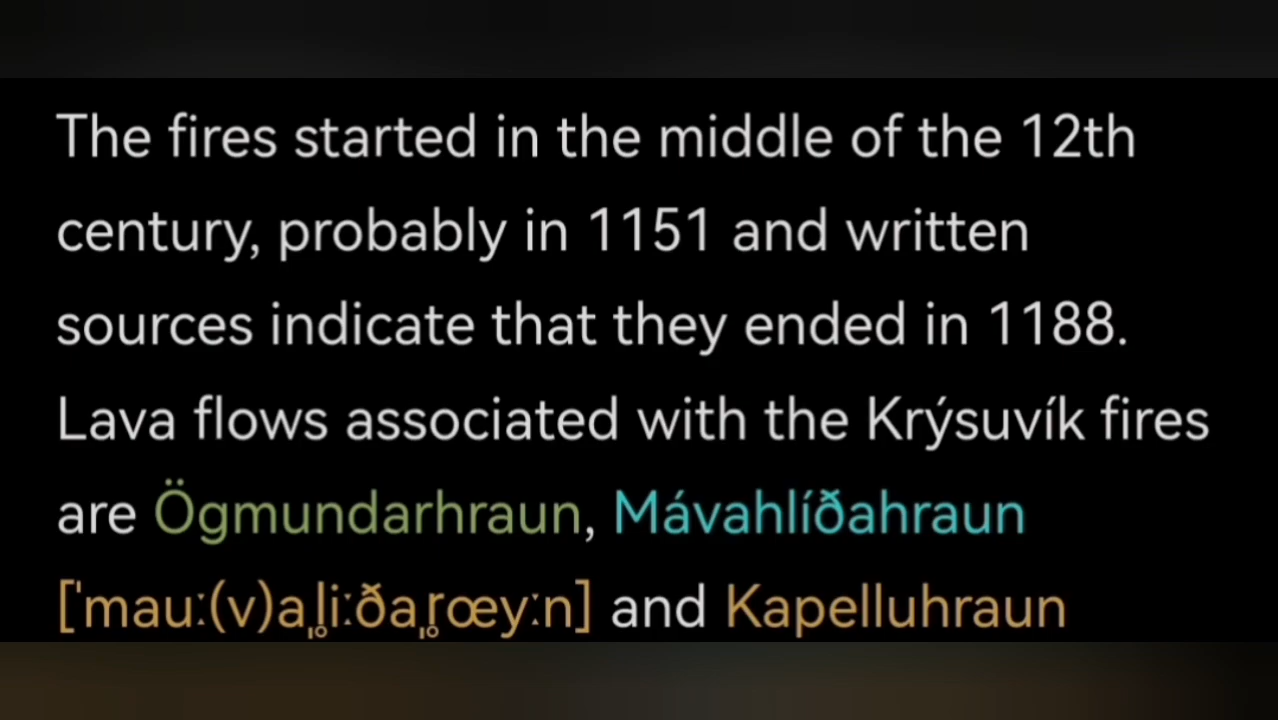 The fires started in the middle of the 12th
century, probably in 1151 and written
sources indicate that they ended in 1188.
Lava flows associated with the Krýsuvík fires
are Ögmundarhraun, Mávahlíðahraun
[ˈmauː(v)aˌl̥iːðaˌr̥œyːn] and Kapelluhraun